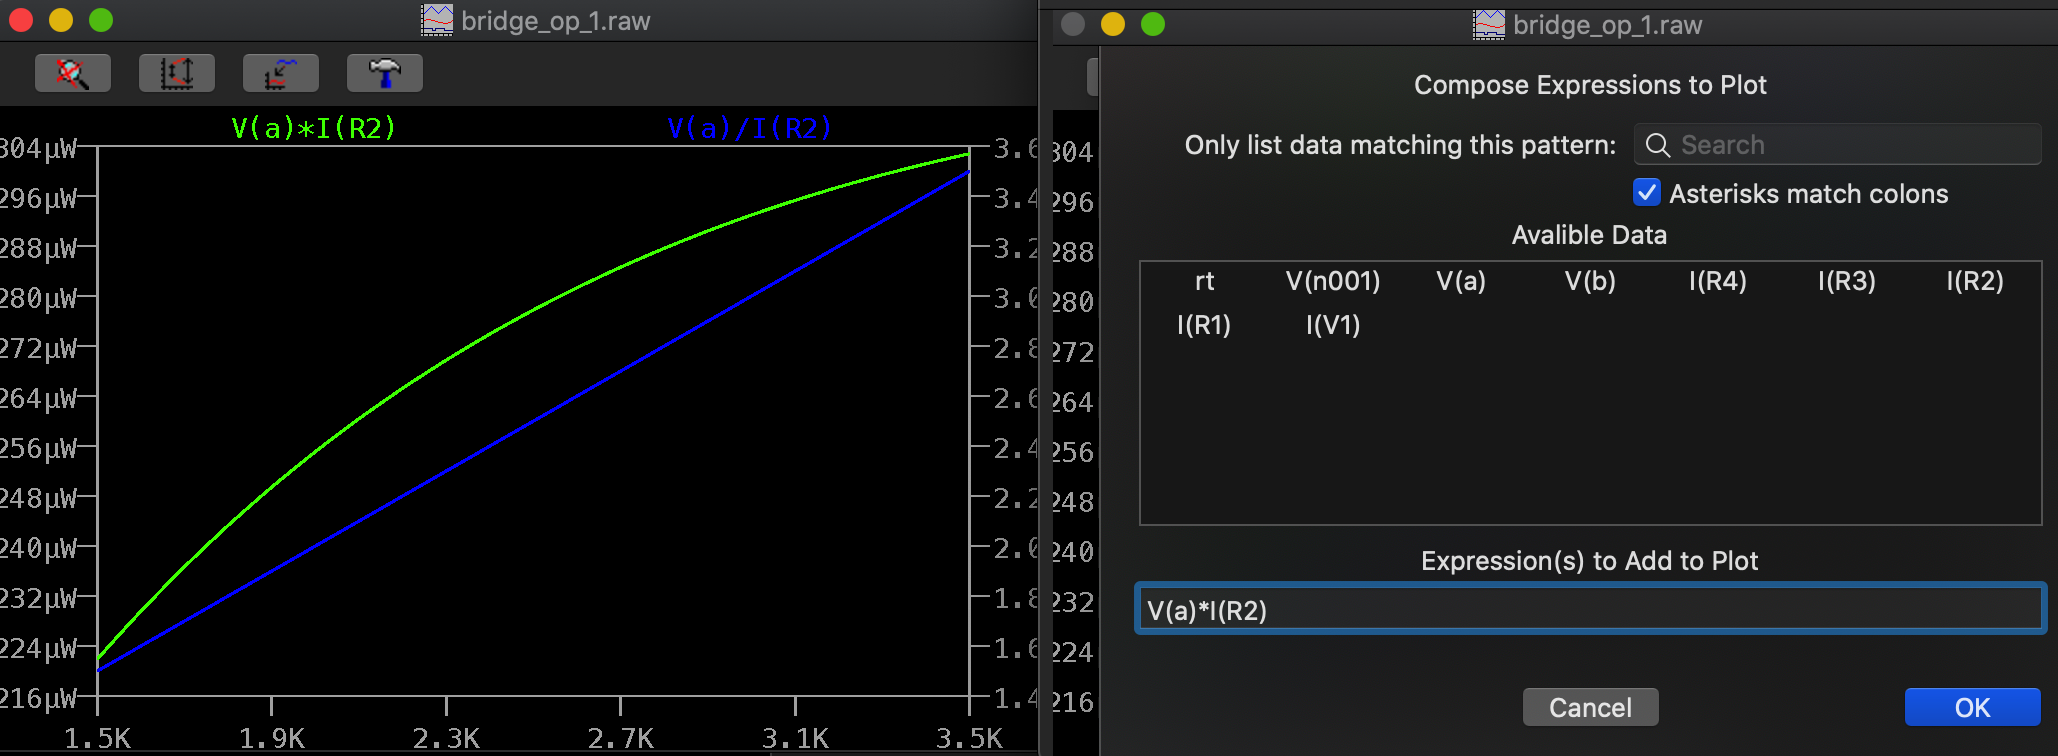 bridge_op_1.raw
V(a)*I(R2) V(a)/I(R2)
304µW
296µW
288µW
280µW
272µW
264µW
256µW
248µW
240µW
232µW
224µW
216µW
3.6
3.4
3.2
3.0
2.8
2.6
2.4
2.2
2.0
1.8
1.6
1.4
1.5K 1.9K 2.3K 2.7K 3.1K 3.5K
bridge_op_1.raw
304
296
288
280
272
264
256
248
240
232
224
216
Compose Expressions to Plot
Only list data matching this pattern: Search
Asterisks match colons
Avalible Data
rt V(n001) V(a) V(b) I(R4) I(R3) I(R2)
I(R1) I(V1)
Expression(s) to Add to Plot
V(a)*I(R2)
Cancel OK